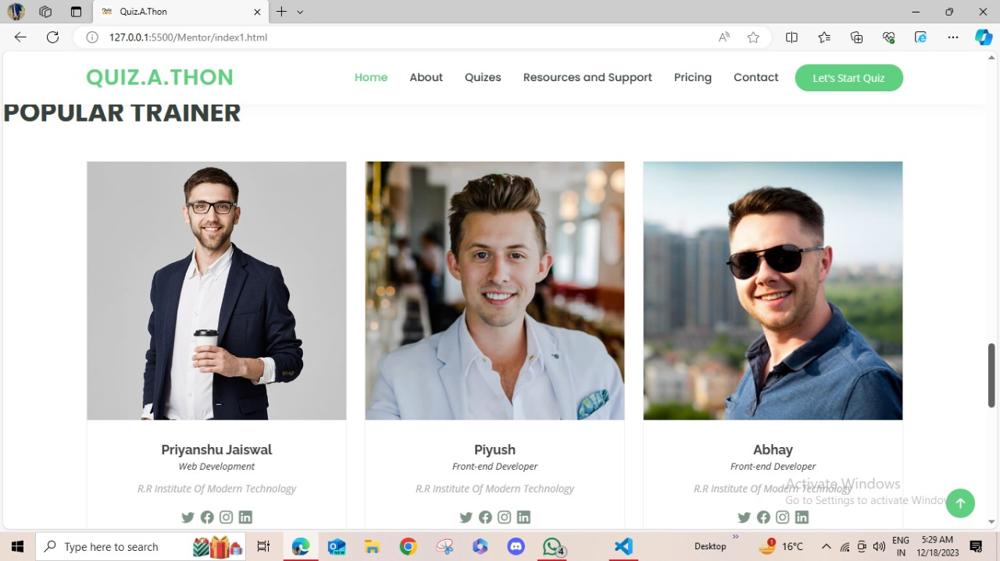 Quiz.A.Thon
127.0.0.1:5500/Mentor/index1.html
QUIZ.A.THON
Home About Quizes Resources and Support Pricing Contact Let's Start Quiz
POPULAR TRAINER
Priyanshu Jaiswal
Web Development
R.R Institute Of Modern Technology
Piyush
Front-end Developer
R.R Institute Of Modern Technology
Abhay
Front-end Developer
R.R Institute Of Modern Technology
Activate Windows
Go to Settings to activate Windows
Type here to search
NEW
4
Desktop
1
16°C
ENG
IN
5:29 AM
12/18/2023